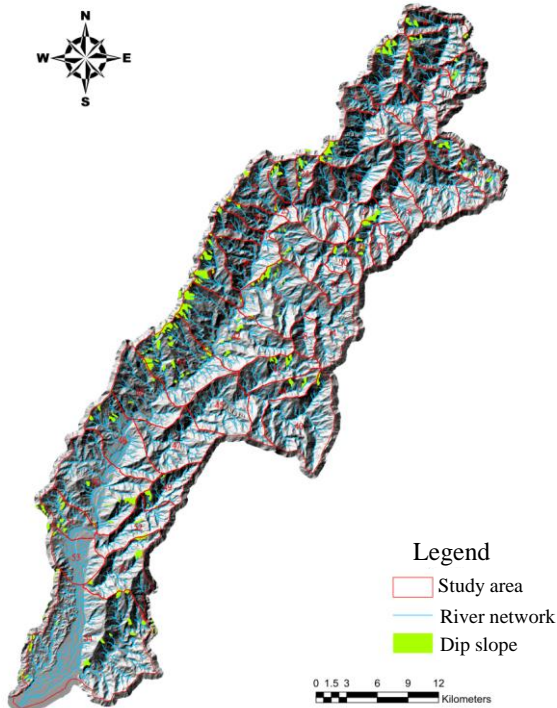 N
W E
S
Legend
Study area
River network
Dip slope
0 1.5 3 6 9 12
Kilometers